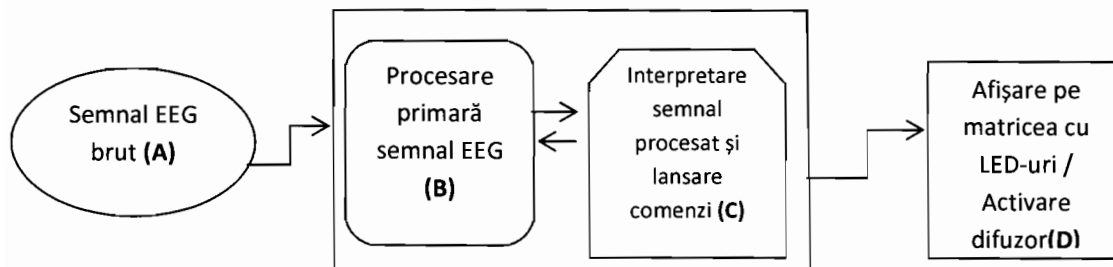 Semnal EEG
brut (A)
Procesare
primară
semnal EEG
(B)
Interpretare
semnal
procesat și
lansare
comenzi (C)
Afișare pe
matricea cu
LED-uri /
Activare
difuzor(D)